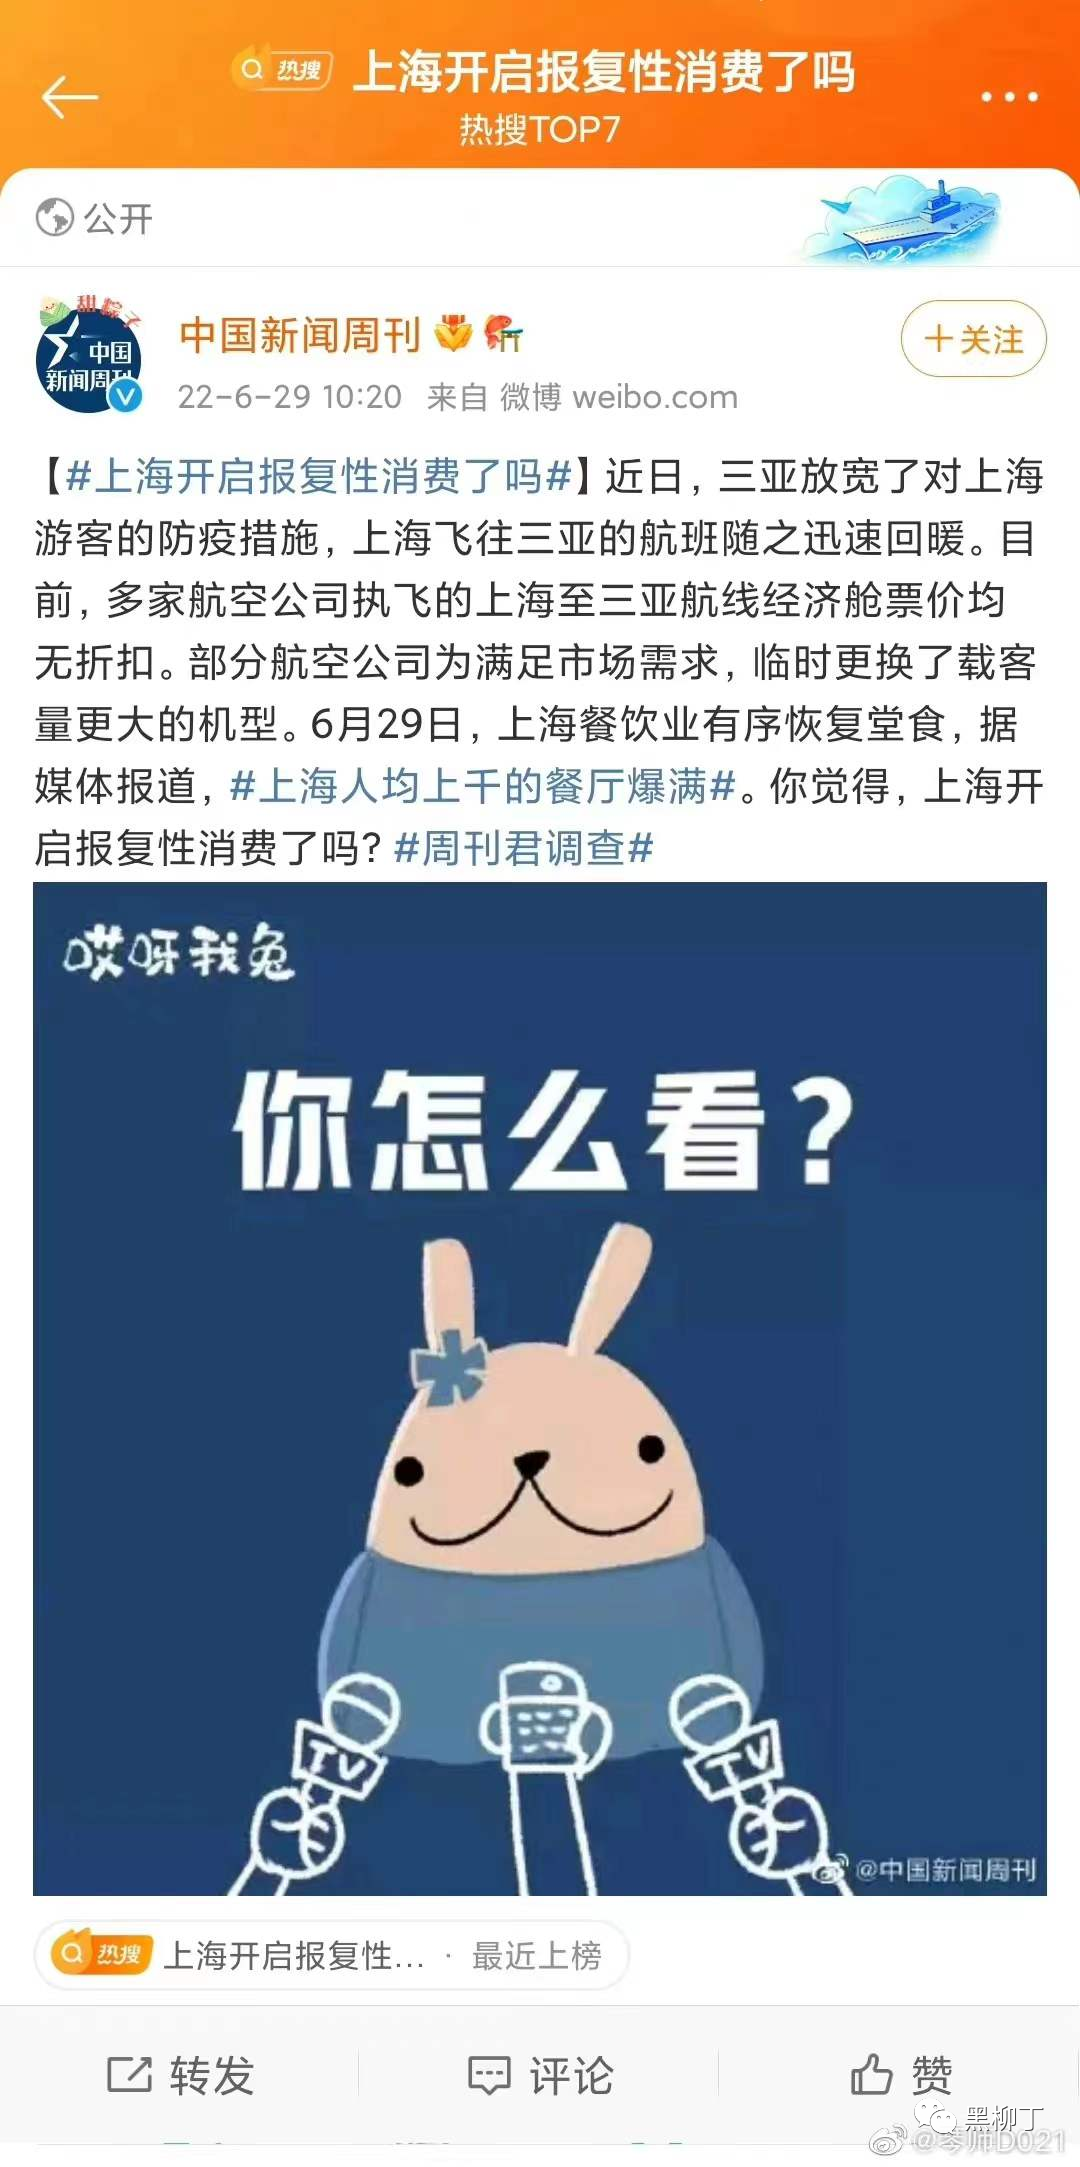 热搜 上海开启报复性消费了吗
热搜TOP7
公开
甜粽子
中国
新闻周刊
中国新闻周刊
+关注
22-6-29 10:20 来自 微博 weibo.com
【#上海开启报复性消费了吗#】近日，三亚放宽了对上海
游客的防疫措施，上海飞往三亚的航班随之迅速回暖。目
前，多家航空公司执飞的上海至三亚航线经济舱票价均
无折扣。部分航空公司为满足市场需求，临时更换了载客
量更大的机型。6月29日，上海餐饮业有序恢复堂食，据
媒体报道，#上海人均上千的餐厅爆满#。你觉得，上海开
启报复性消费了吗？#周刊君调查#
哎呀我兔
你怎么看？
TV
TV
@中国新闻周刊
热搜 上海开启报复性... · 最近上榜
转发
评论
赞
黑柳丁
@琴帅D021